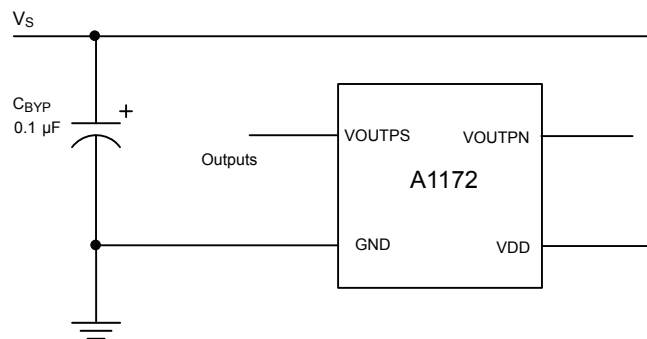 VS
CBYP
+
0.1 µF
VOUTPS
VOUTPN
Outputs
A1172
GND
VDD